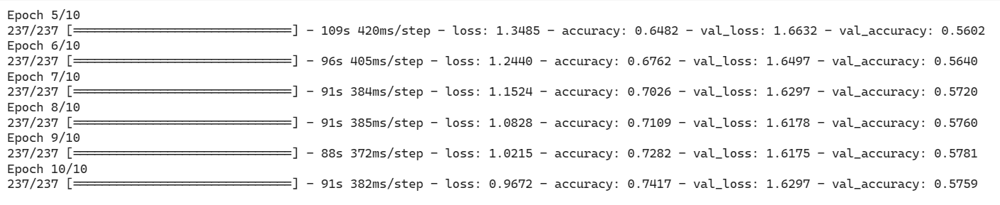 Epoch 5/10
237/237 [==============================] - 109s 420ms/step - loss: 1.3485 - accuracy: 0.6482 - val_loss: 1.6632 - val_accuracy: 0.5602
Epoch 6/10
237/237 [==============================] - 96s 405ms/step - loss: 1.2440 - accuracy: 0.6762 - val_loss: 1.6497 - val_accuracy: 0.5640
Epoch 7/10
237/237 [==============================] - 91s 384ms/step - loss: 1.1524 - accuracy: 0.7026 - val_loss: 1.6297 - val_accuracy: 0.5720
Epoch 8/10
237/237 [==============================] - 91s 385ms/step - loss: 1.0828 - accuracy: 0.7109 - val_loss: 1.6178 - val_accuracy: 0.5760
Epoch 9/10
237/237 [==============================] - 88s 372ms/step - loss: 1.0215 - accuracy: 0.7282 - val_loss: 1.6175 - val_accuracy: 0.5781
Epoch 10/10
237/237 [==============================] - 91s 382ms/step - loss: 0.9672 - accuracy: 0.7417 - val_loss: 1.6297 - val_accuracy: 0.5759